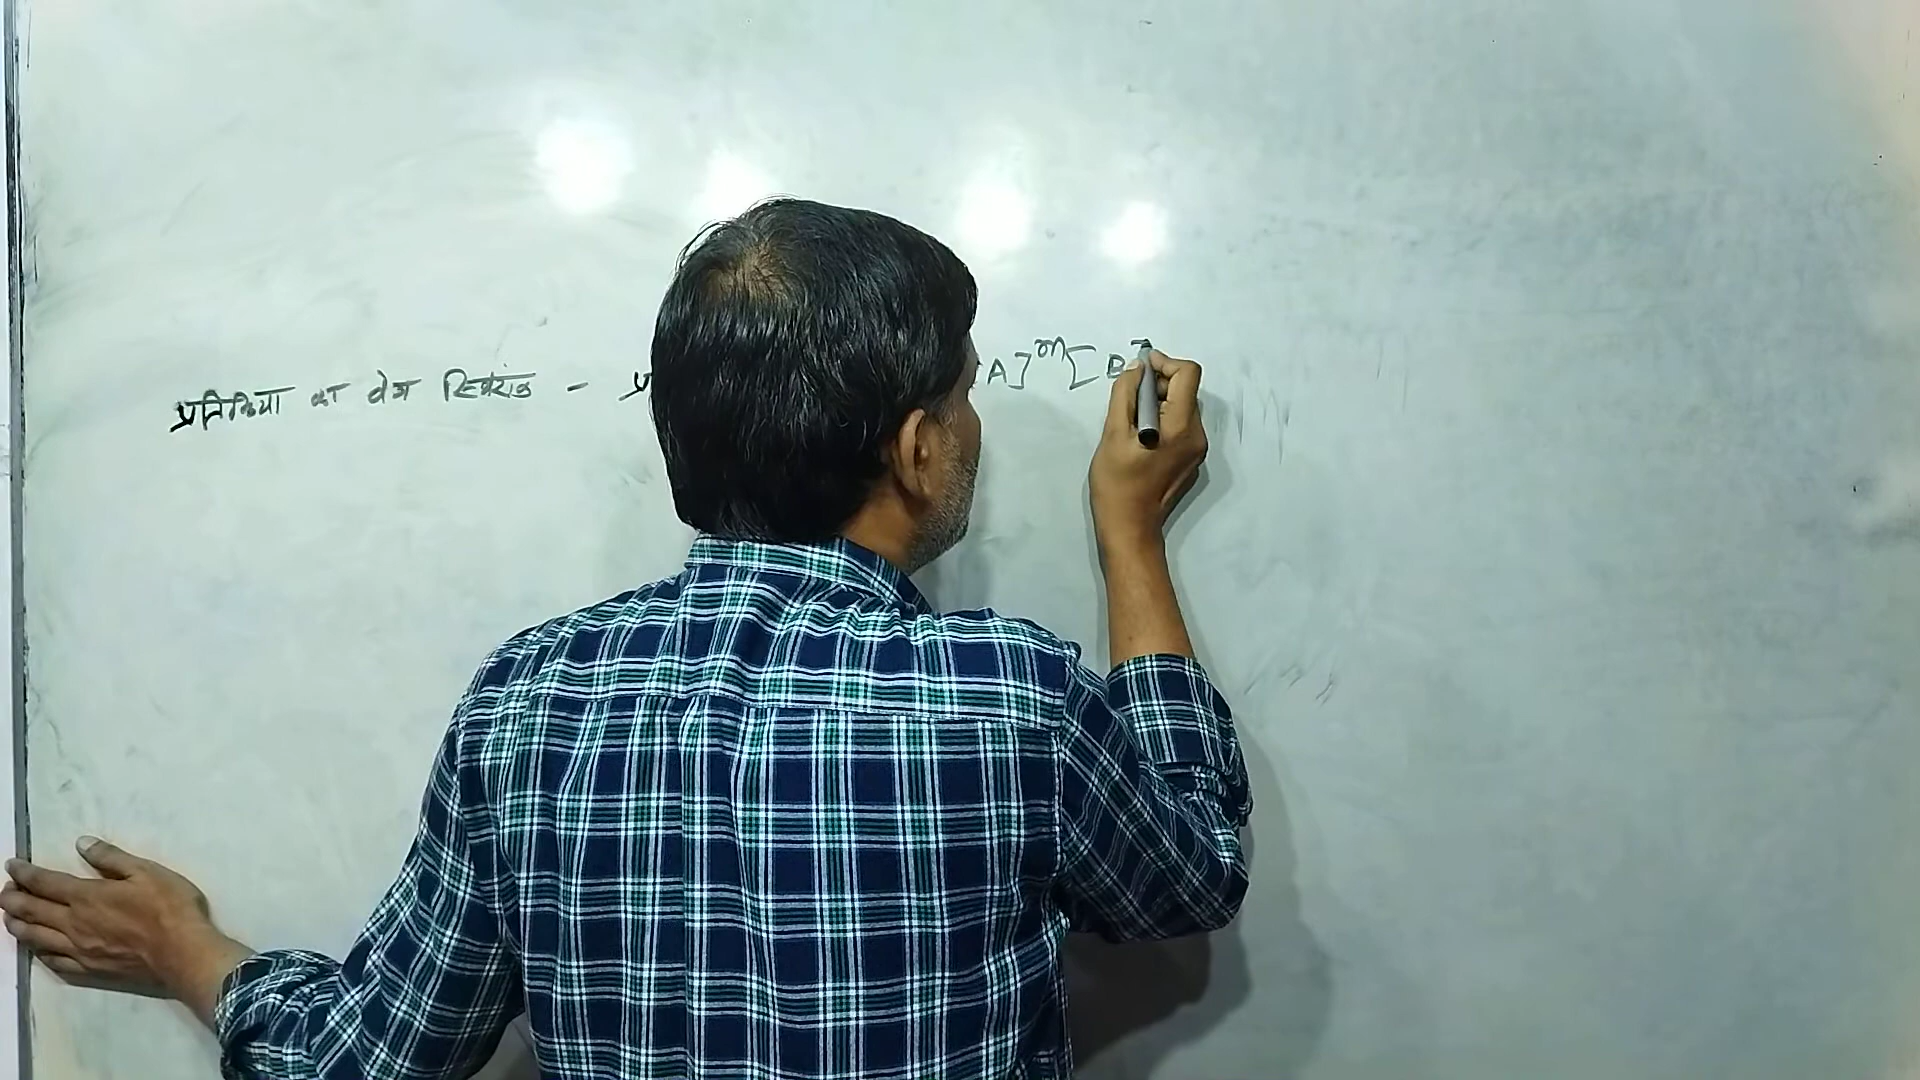 प्रतिक्रिया का वेग स्थिरांक - प्र A]ᵐ[B